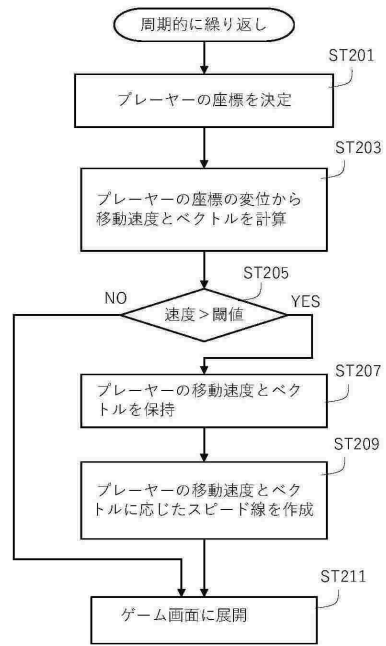 周期的に繰り返し
ST201
プレーヤーの座標を決定
ST203
プレーヤーの座標の変位から
移動速度とベクトルを計算
ST205
NO
速度＞閾値
YES
ST207
プレーヤーの移動速度とベク
トルを保持
ST209
プレーヤーの移動速度とベク
トルに応じたスピード線を作成
ST211
ゲーム画面に展開